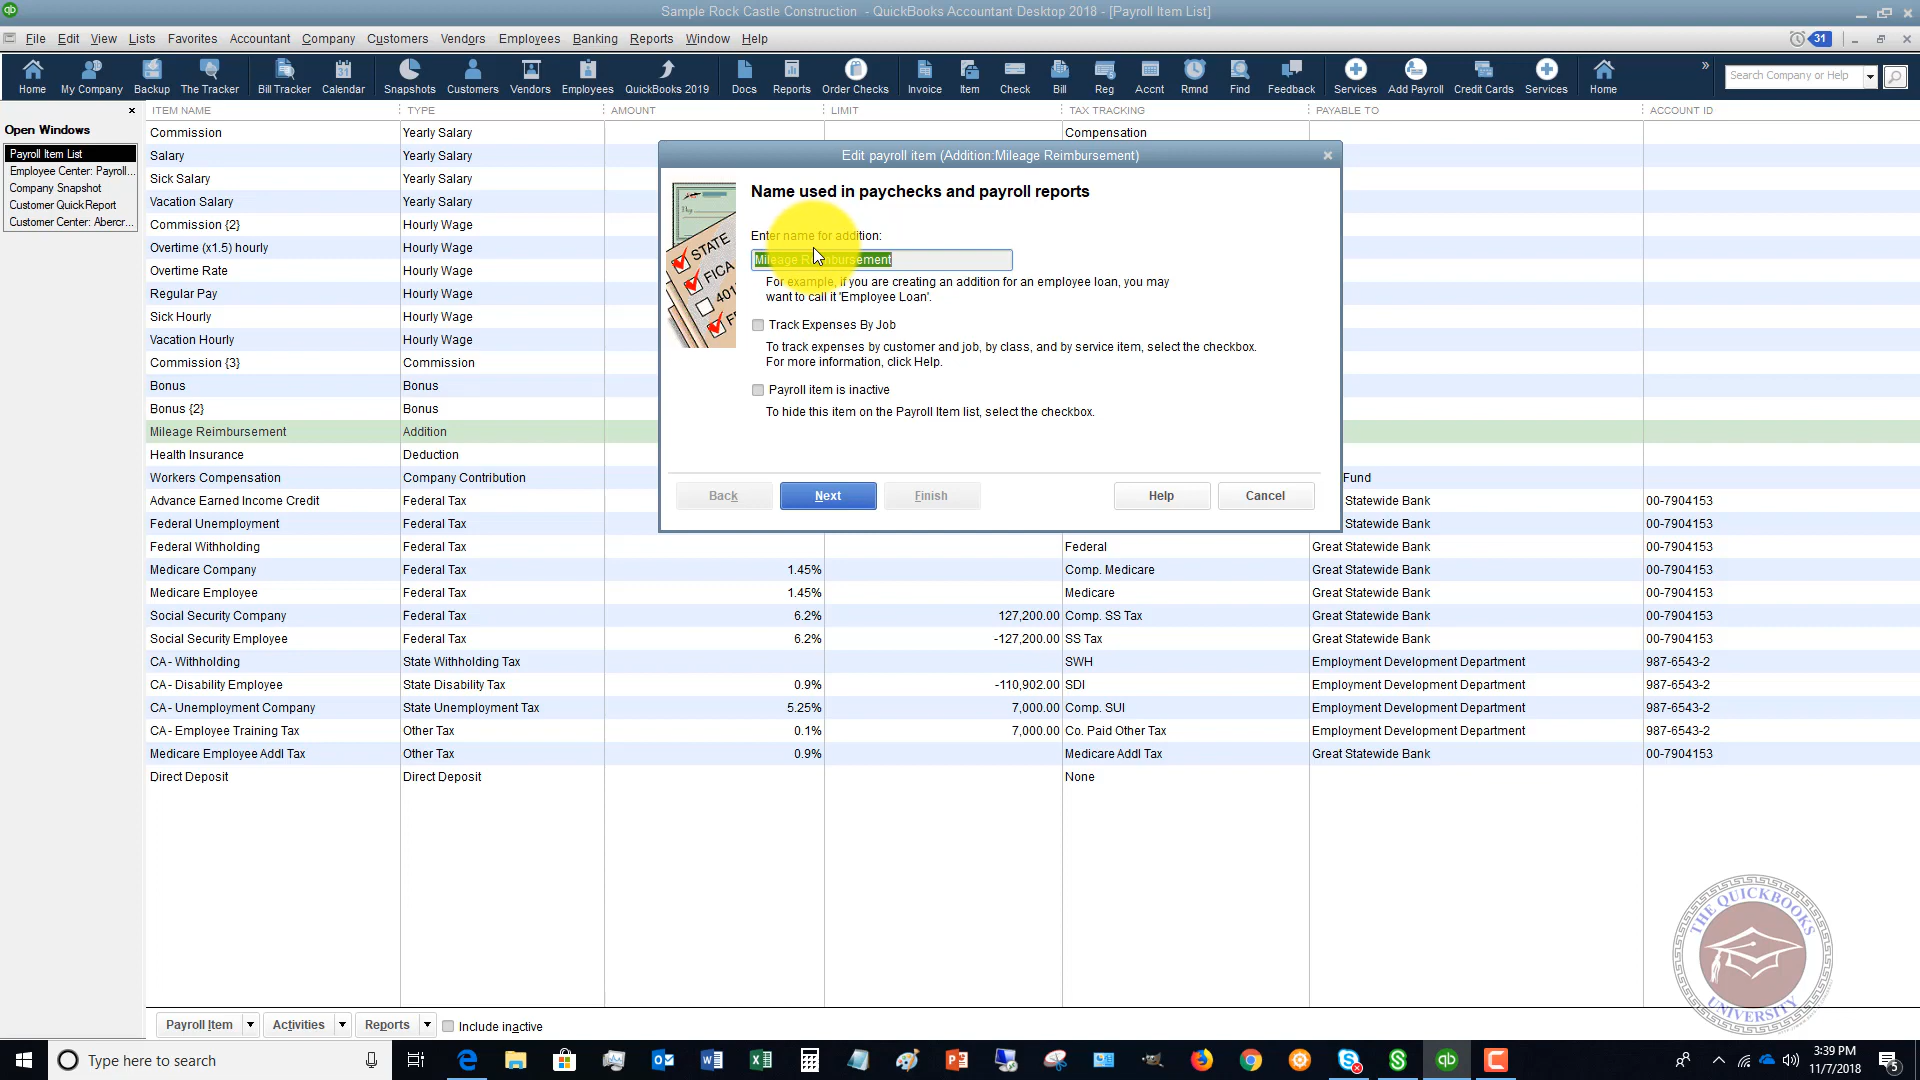 Sample Rock Castle Construction - QuickBooks Accountant Desktop 2018 - [Payroll Item List]
File Edit View Lists Favorites Accountant Company Customers Vendors Employees Banking Reports Window Help
31
Home My Company Backup The Tracker Bill Tracker Calendar Snapshots Customers Vendors Employees QuickBooks 2019 Docs Reports Order Checks Invoice Item Check Bill Reg Accnt Rmnd Find Feedback Services Add Payroll Credit Cards Services Home
Search Company or Help
Open Windows
Payroll Item List
Employee Center: Payroll...
Company Snapshot
Customer QuickReport
Customer Center: Abercr...
ITEM NAME TYPE AMOUNT LIMIT TAX TRACKING PAYABLE TO ACCOUNT ID
Commission Yearly Salary Compensation
Salary Yearly Salary
Sick Salary Yearly Salary
Vacation Salary Yearly Salary
Commission {2} Hourly Wage
Overtime (x1.5) hourly Hourly Wage
Overtime Rate Hourly Wage
Regular Pay Hourly Wage
Sick Hourly Hourly Wage
Vacation Hourly Hourly Wage
Commission {3} Commission
Bonus Bonus
Bonus {2} Bonus
Mileage Reimbursement Addition
Health Insurance Deduction
Workers Compensation Company Contribution Fund
Advance Earned Income Credit Federal Tax Statewide Bank 00-7904153
Federal Unemployment Federal Tax Statewide Bank 00-7904153
Federal Withholding Federal Tax Federal Great Statewide Bank 00-7904153
Medicare Company Federal Tax 1.45% Comp. Medicare Great Statewide Bank 00-7904153
Medicare Employee Federal Tax 1.45% Medicare Great Statewide Bank 00-7904153
Social Security Company Federal Tax 6.2% 127,200.00 Comp. SS Tax Great Statewide Bank 00-7904153
Social Security Employee Federal Tax 6.2% -127,200.00 SS Tax Great Statewide Bank 00-7904153
CA - Withholding State Withholding Tax SWH Employment Development Department 987-6543-2
CA - Disability Employee State Disability Tax 0.9% -110,902.00 SDI Employment Development Department 987-6543-2
CA - Unemployment Company State Unemployment Tax 5.25% 7,000.00 Comp. SUI Employment Development Department 987-6543-2
CA - Employee Training Tax Other Tax 0.1% 7,000.00 Co. Paid Other Tax Employment Development Department 987-6543-2
Medicare Employee Addl Tax Other Tax 0.9% Medicare Addl Tax Great Statewide Bank 00-7904153
Direct Deposit Direct Deposit None
Edit payroll item (Addition:Mileage Reimbursement)
STATE
FICA
401
Name used in paychecks and payroll reports
Enter name for addition:
Mileage Reimbursement
For example, if you are creating an addition for an employee loan, you may
want to call it 'Employee Loan'.
Track Expenses By Job
To track expenses by customer and job, by class, and by service item, select the checkbox.
For more information, click Help.
Payroll item is inactive
To hide this item on the Payroll Item list, select the checkbox.
Back Next Finish Help Cancel
THE QUICKBOOKS
UNIVERSITY
Payroll Item Activities Reports Include inactive
Type here to search
3:39 PM
11/7/2018
5